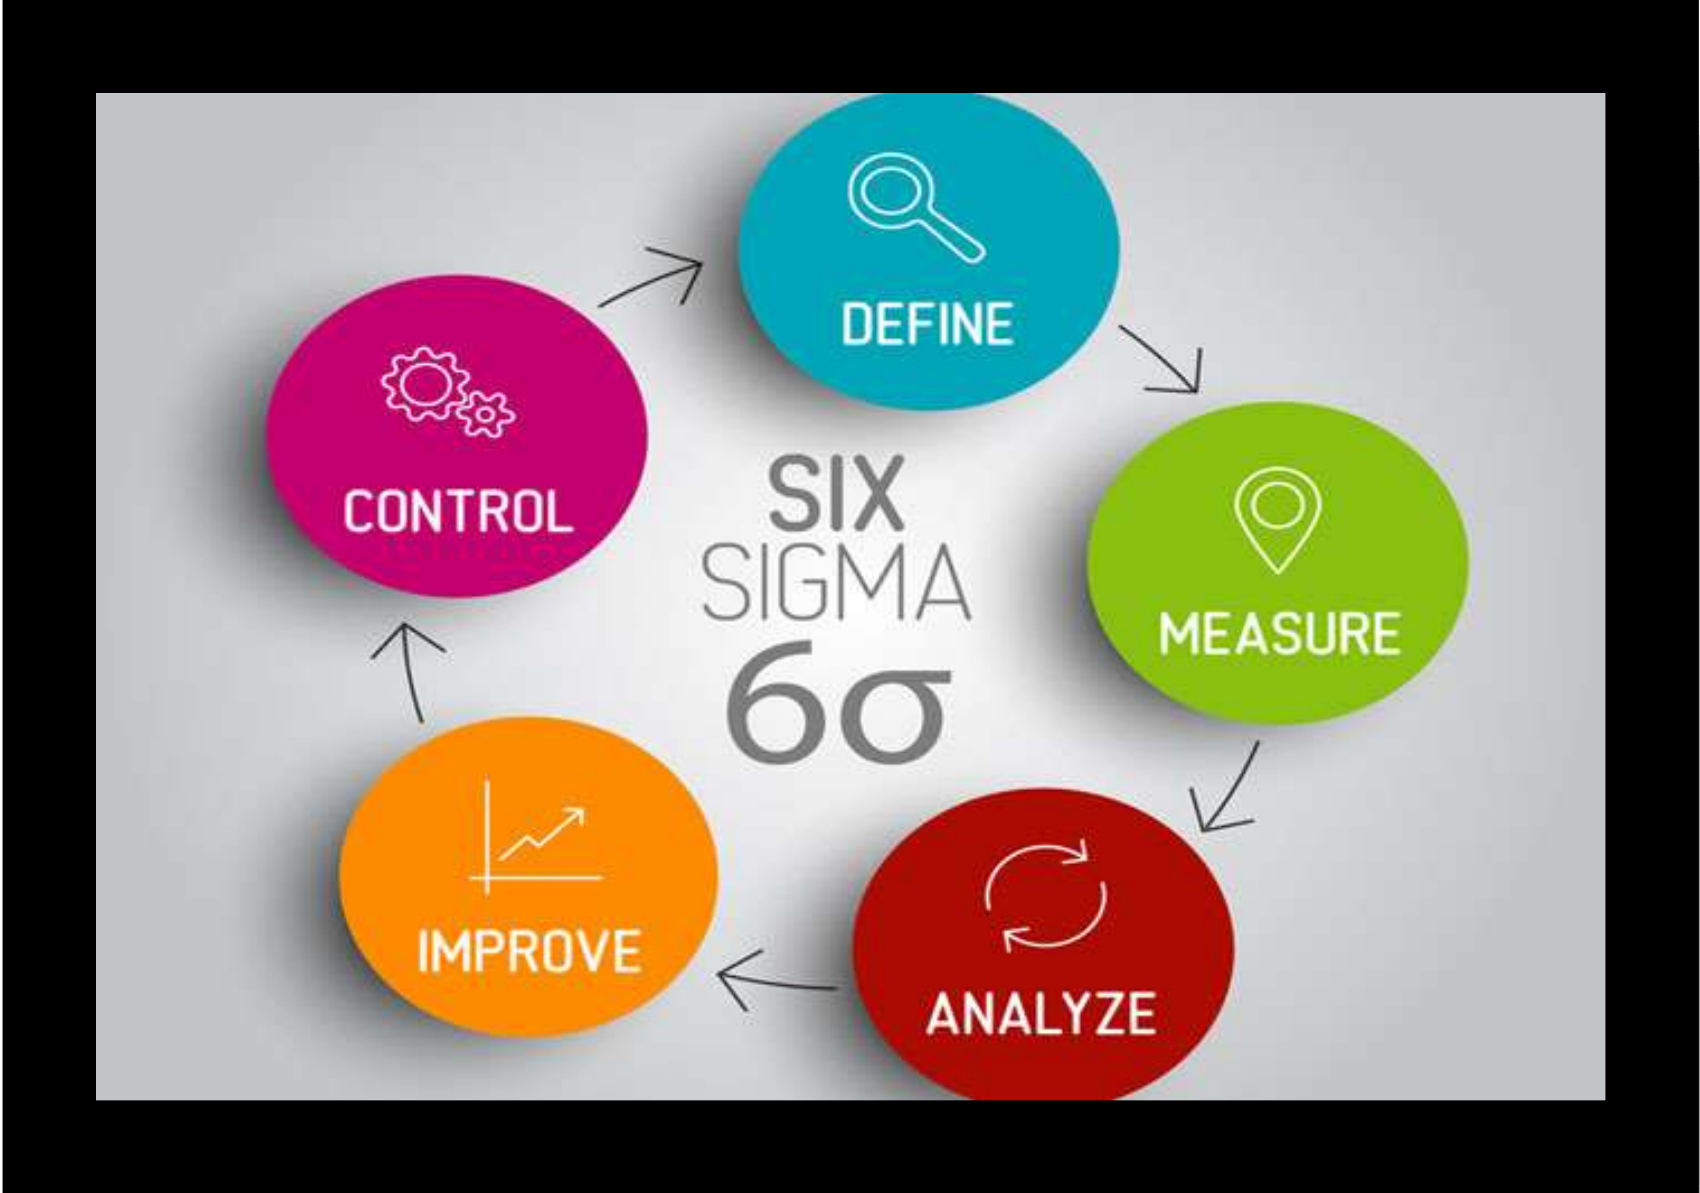 DEFINE
CONTROL
SIX
SIGMA
6σ
MEASURE
IMPROVE
ANALYZE